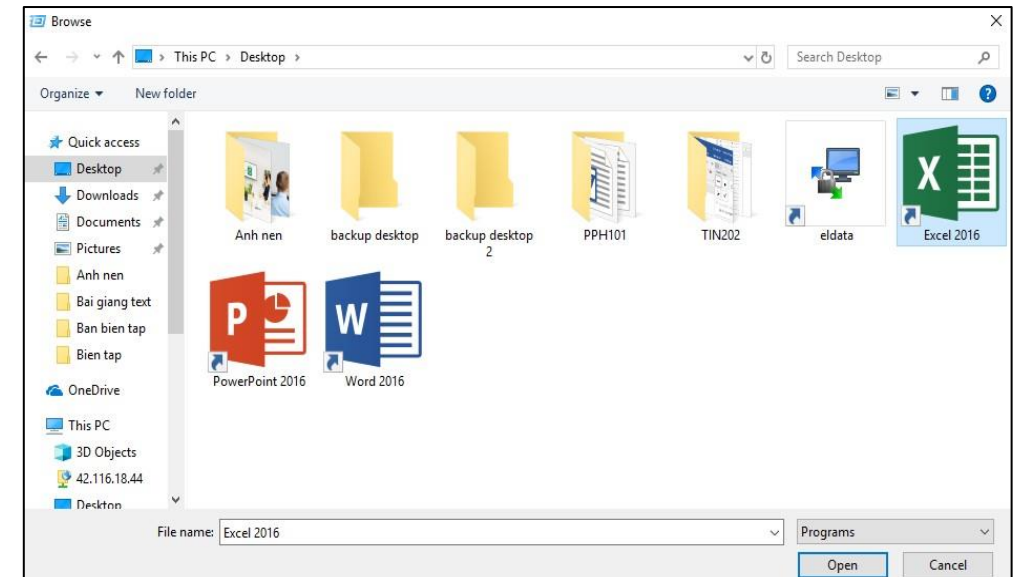 Browse
This PC > Desktop >
Search Desktop
Organize
New folder
Quick access
Desktop
Downloads
Documents
Pictures
Anh nen
Bai giang text
Ban bien tap
Bien tap
OneDrive
This PC
3D Objects
42.116.18.44
Desktop
Anh nen
backup desktop
backup desktop
2
PPH101
TIN202
eldata
Excel 2016
PowerPoint 2016
Word 2016
File name:
Excel 2016
Programs
Open
Cancel